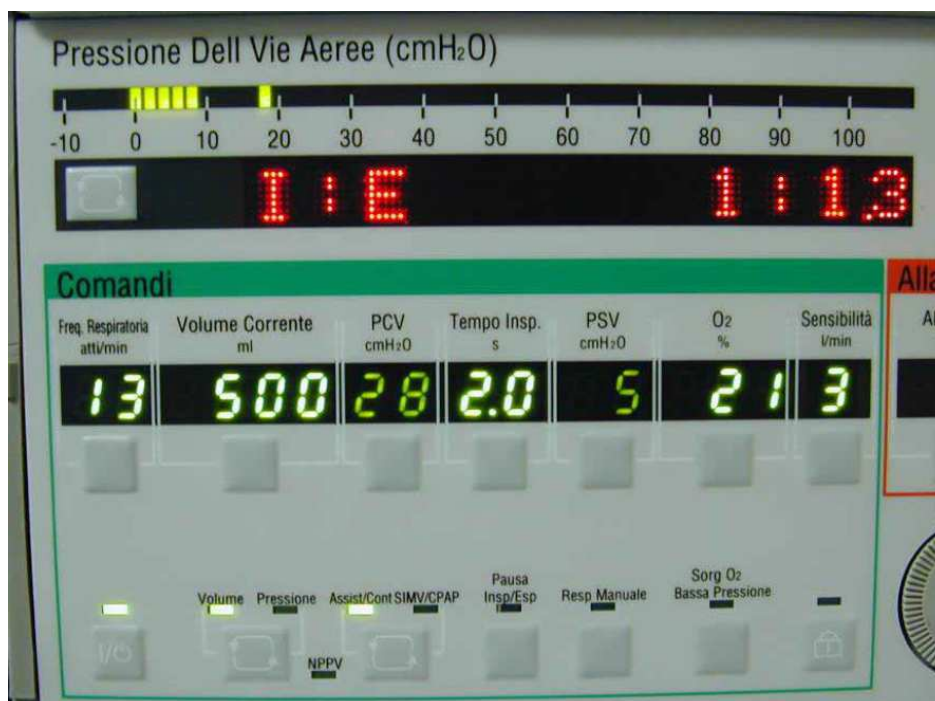 Pressione Dell Vie Aeree (cmH₂O)
-10 0 10 20 30 40 50 60 70 80 90 100
I:E 1:1.3
Comandi
Freq. Respiratoria Volume Corrente PCV Tempo Insp. PSV O₂ Sensibilità
atti/min ml cmH₂O s cmH₂O % l/min
13 500 28 2.0 5 21 3
Pausa Sorg O₂
Volume Pressione Assist/Cont SIMV/CPAP Insp/Esp Resp Manuale Bassa Pressione
I/⏻
NPPV